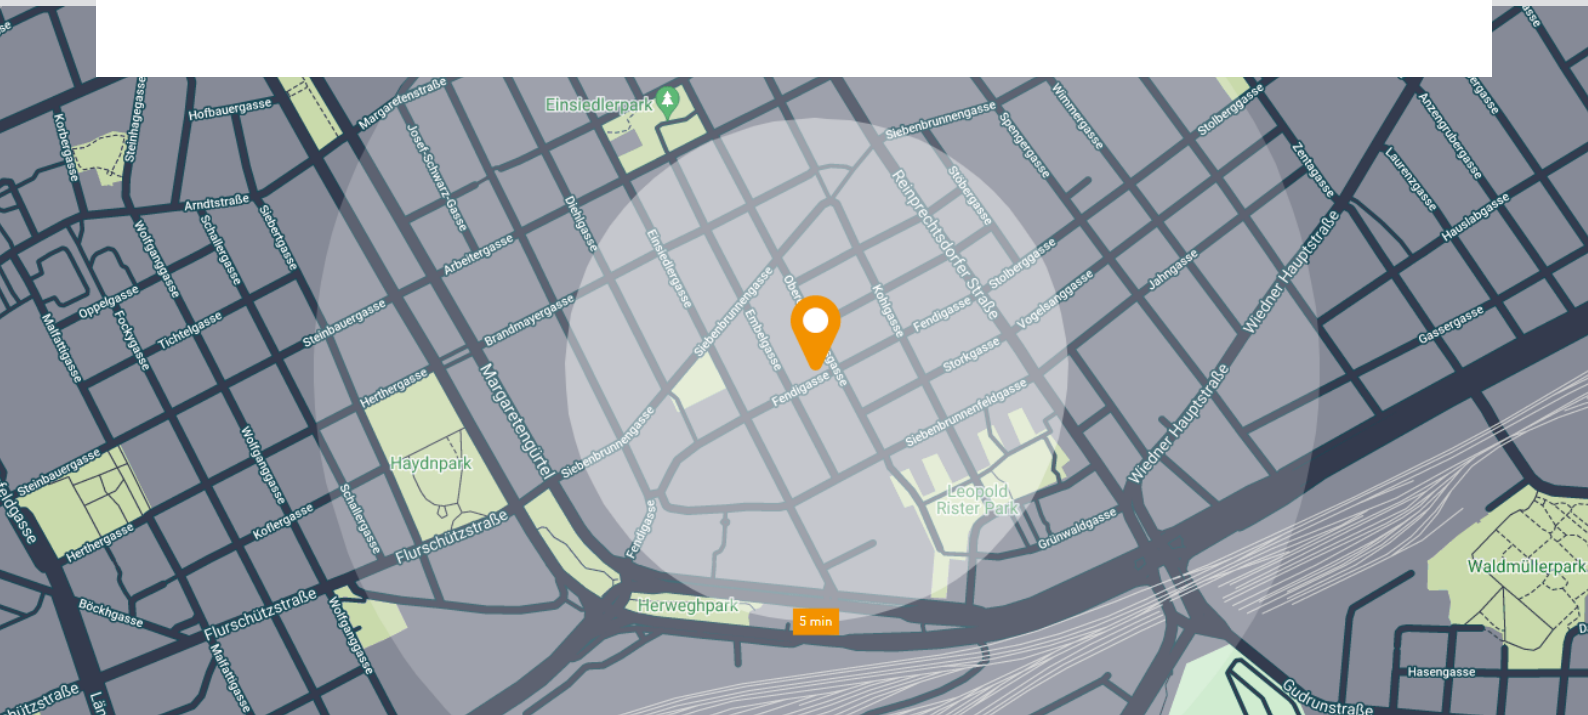 Margaretenstraße
Einsiedlerpark
Hofbauergasse
Korbergasse
Steinhagegasse
Josef-Schwarz-Gasse
Siebenbrunnengasse
Spengergasse
Wimmergasse
Stolberggasse
Zentagasse
Anzengrubergasse
Laurenzgasse
Hauslabgasse
Arndtstraße
Siebertgasse
Schallergasse
Wolfganggasse
Diehlgasse
Arbeitergasse
Einsiedlergasse
Reinprechtsdorfer Straße
Stöbergasse
Stolberggasse
Jahngasse
Wiedner Hauptstraße
Oppelgasse
Fockygasse
Tichtelgasse
Malfattigasse
Steinbauergasse
Brandmayergasse
Siebenbrunnengasse
Embelgasse
Kohlgasse
Fendigasse
Vogelsanggasse
Gassergasse
Storkgasse
Herthergasse
Margaretengürtel
Fendigasse
Siebenbrunnenfeldgasse
Wiedner Hauptstraße
Siebenbrunnengasse
Haydnpark
Steinbauergasse
Wolfganggasse
Schallergasse
Koflergasse
Herthergasse
Flurschützstraße
Fendigasse
Leopold
Rister Park
Grünwaldgasse
Waldmüllerpark
Böckhgasse
Flurschützstraße
Wolfganggasse
Herweghpark
5 min
Malfattigasse
Hasengasse
Gudrunstraße